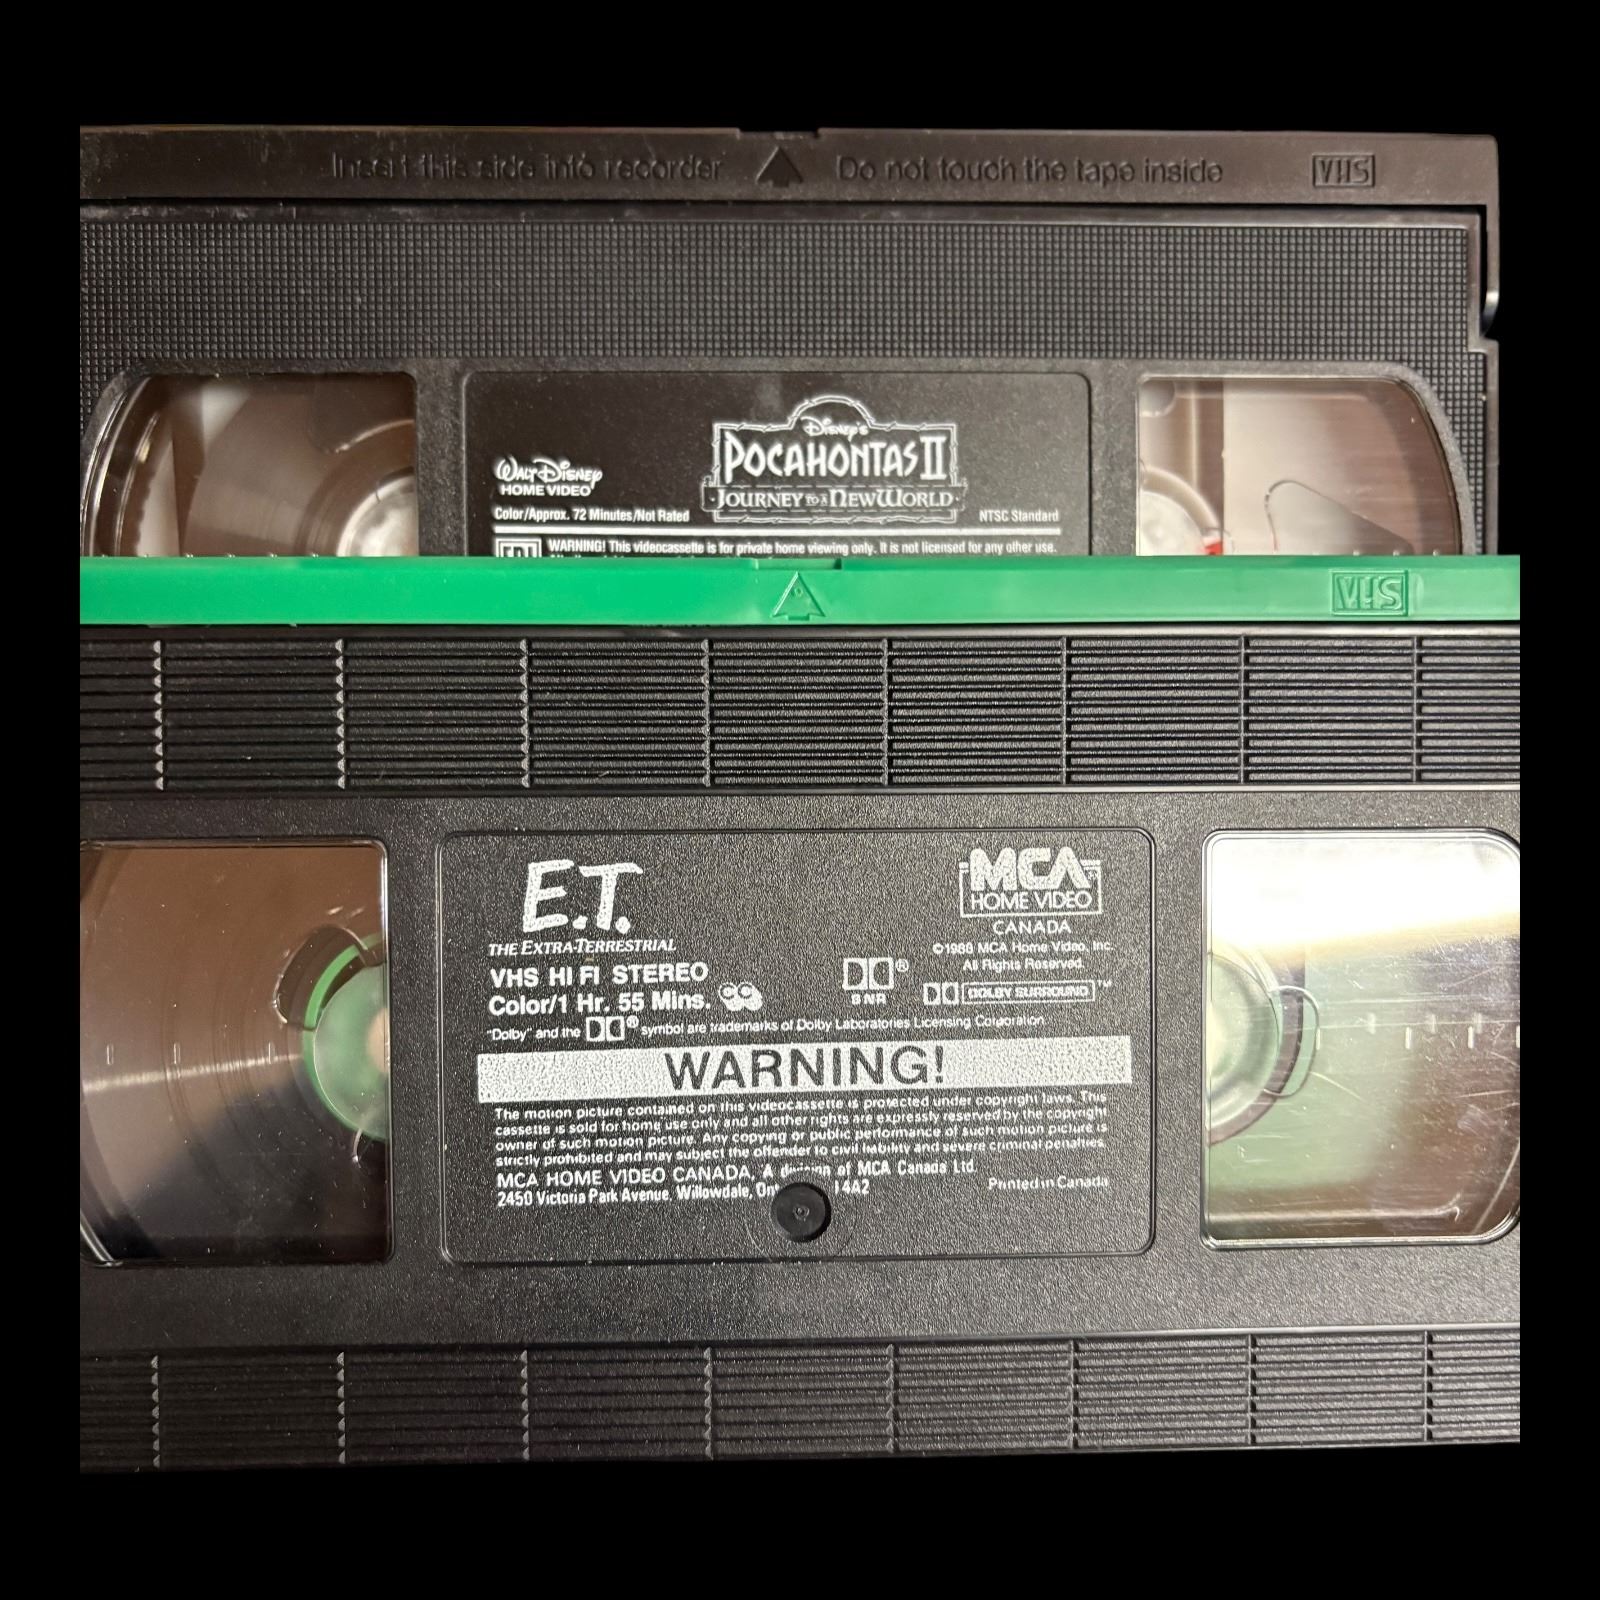 Insert this side into recorder Do not touch the tape inside VHS
Disney's
POCAHONTAS II
JOURNEY TO A NEW WORLD
WALT DISNEY
HOME VIDEO
Color/Approx. 72 Minutes/Not Rated NTSC Standard
FBI WARNING! This videocassette is for private home viewing only. It is not licensed for any other use.
VHS
E.T.
THE EXTRA-TERRESTRIAL
MCA
HOME VIDEO
CANADA
©1988 MCA Home Video, Inc.
All Rights Reserved.
VHS HI FI STEREO
Color/1 Hr. 55 Mins.
® B NR DOLBY SURROUND ™
"Dolby" and the ® symbol are trademarks of Dolby Laboratories Licensing Corporation
WARNING!
The motion picture contained on this videocassette is protected under copyright laws. This
cassette is sold for home use only and all other rights are expressly reserved by the copyright
owner of such motion picture. Any copying or public performance of such motion picture is
strictly prohibited and may subject the offender to civil liability and severe criminal penalties.
MCA HOME VIDEO CANADA, A division of MCA Canada Ltd.
2450 Victoria Park Avenue, Willowdale, 4A2
Printed in Canada